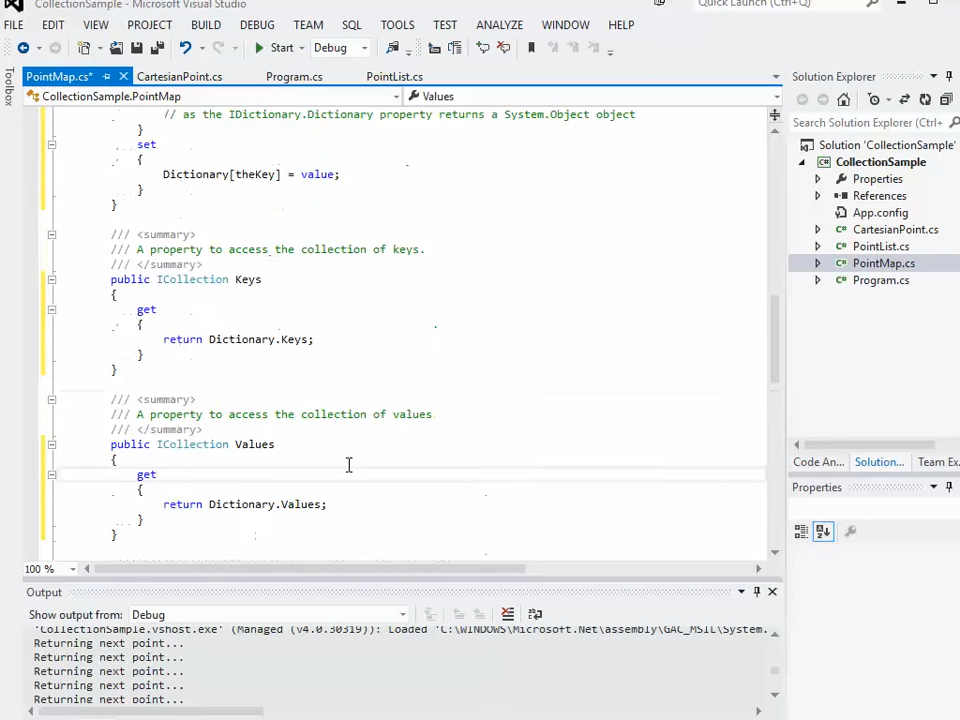 CollectionSample - Microsoft Visual Studio
Quick Launch (Ctrl+
FILE EDIT VIEW PROJECT BUILD DEBUG TEAM SQL TOOLS TEST ANALYZE WINDOW HELP
Start Debug
Toolbox
PointMap.cs* CartesianPoint.cs Program.cs PointList.cs
CollectionSample.PointMap Values
// as the IDictionary.Dictionary property returns a System.Object object
}
set
{
Dictionary[theKey] = value;
}
}
/// <summary>
/// A property to access the collection of keys.
/// </summary>
public ICollection Keys
{
get
{
return Dictionary.Keys;
}
}
/// <summary>
/// A property to access the collection of values
/// </summary>
public ICollection Values
{
get
{
return Dictionary.Values;
}
}
100 %
Output
Show output from: Debug
'CollectionSample.vshost.exe' (Managed (v4.0.30319)): Loaded 'C:\WINDOWS\Microsoft.Net\assembly\GAC_MSIL\System.
Returning next point...
Returning next point...
Returning next point...
Returning next point...
Returning next point...
Solution Explorer
Search Solution Explorer (Ctrl+
Solution 'CollectionSample'
CollectionSample
Properties
References
App.config
CartesianPoint.cs
PointList.cs
PointMap.cs
Program.cs
Code An... Solution... Team Ex
Properties